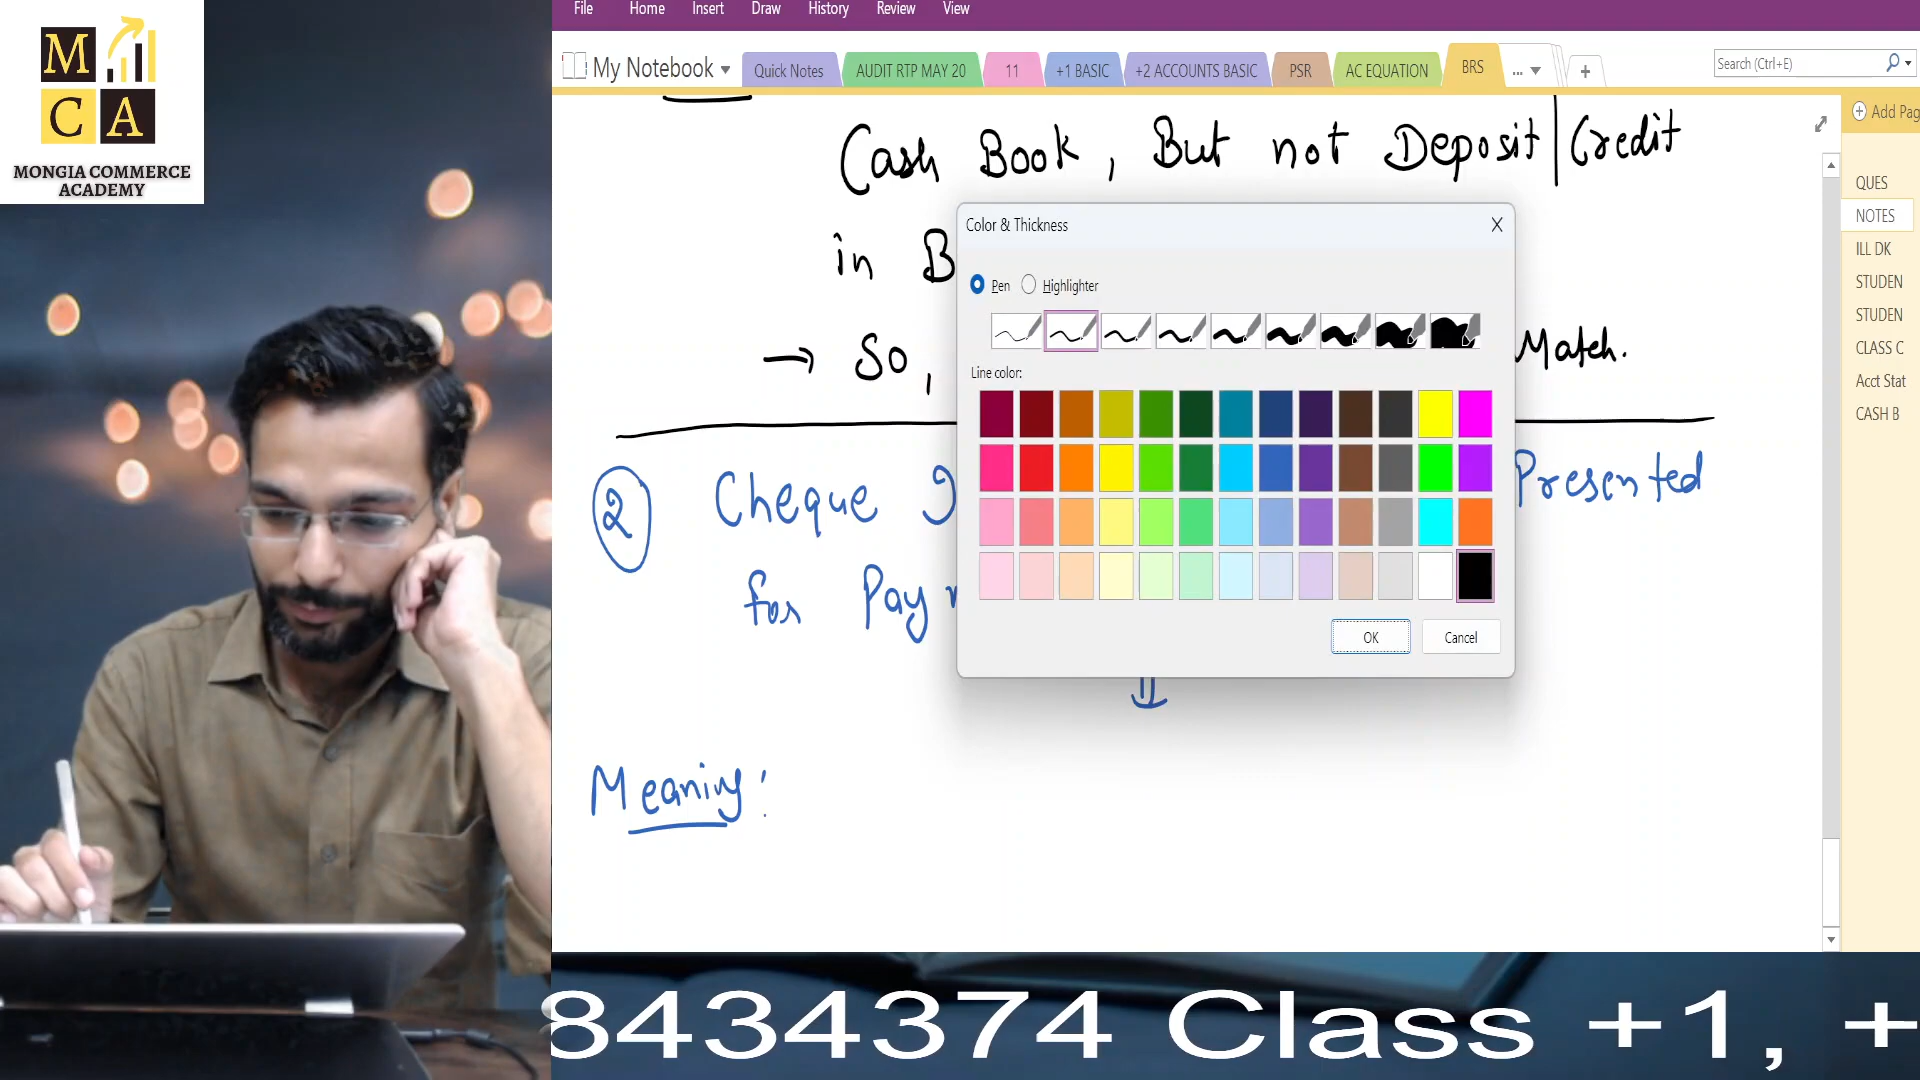 M
C A
MONGIA COMMERCE
ACADEMY
File Home Insert Draw History Review View
My Notebook
Quick Notes
AUDIT RTP MAY 20
11
+1 BASIC
+2 ACCOUNTS BASIC
PSR
AC EQUATION
BRS
...
Search (Ctrl+E)
Add Pag
QUES
NOTES
ILL DK
STUDEN
STUDEN
CLASS C
Acct Stat
CASH B
Cash Book, But not Deposit|Credit
in B
→ So, Match.
Color & Thickness
Pen Highlighter
Line color:
OK Cancel
2 Cheque Presented
for Pay
Meaning:
8434374 Class +1, +